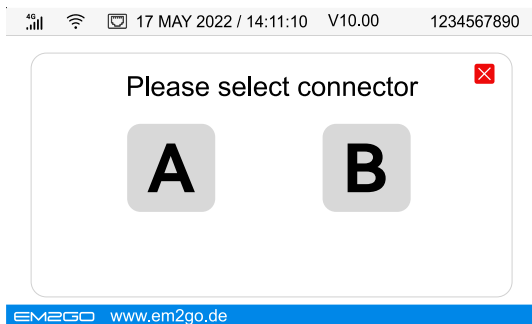 4G 17 MAY 2022 / 14:11:10 V10.00 1234567890
Please select connector
A B
EM2GO www.em2go.de